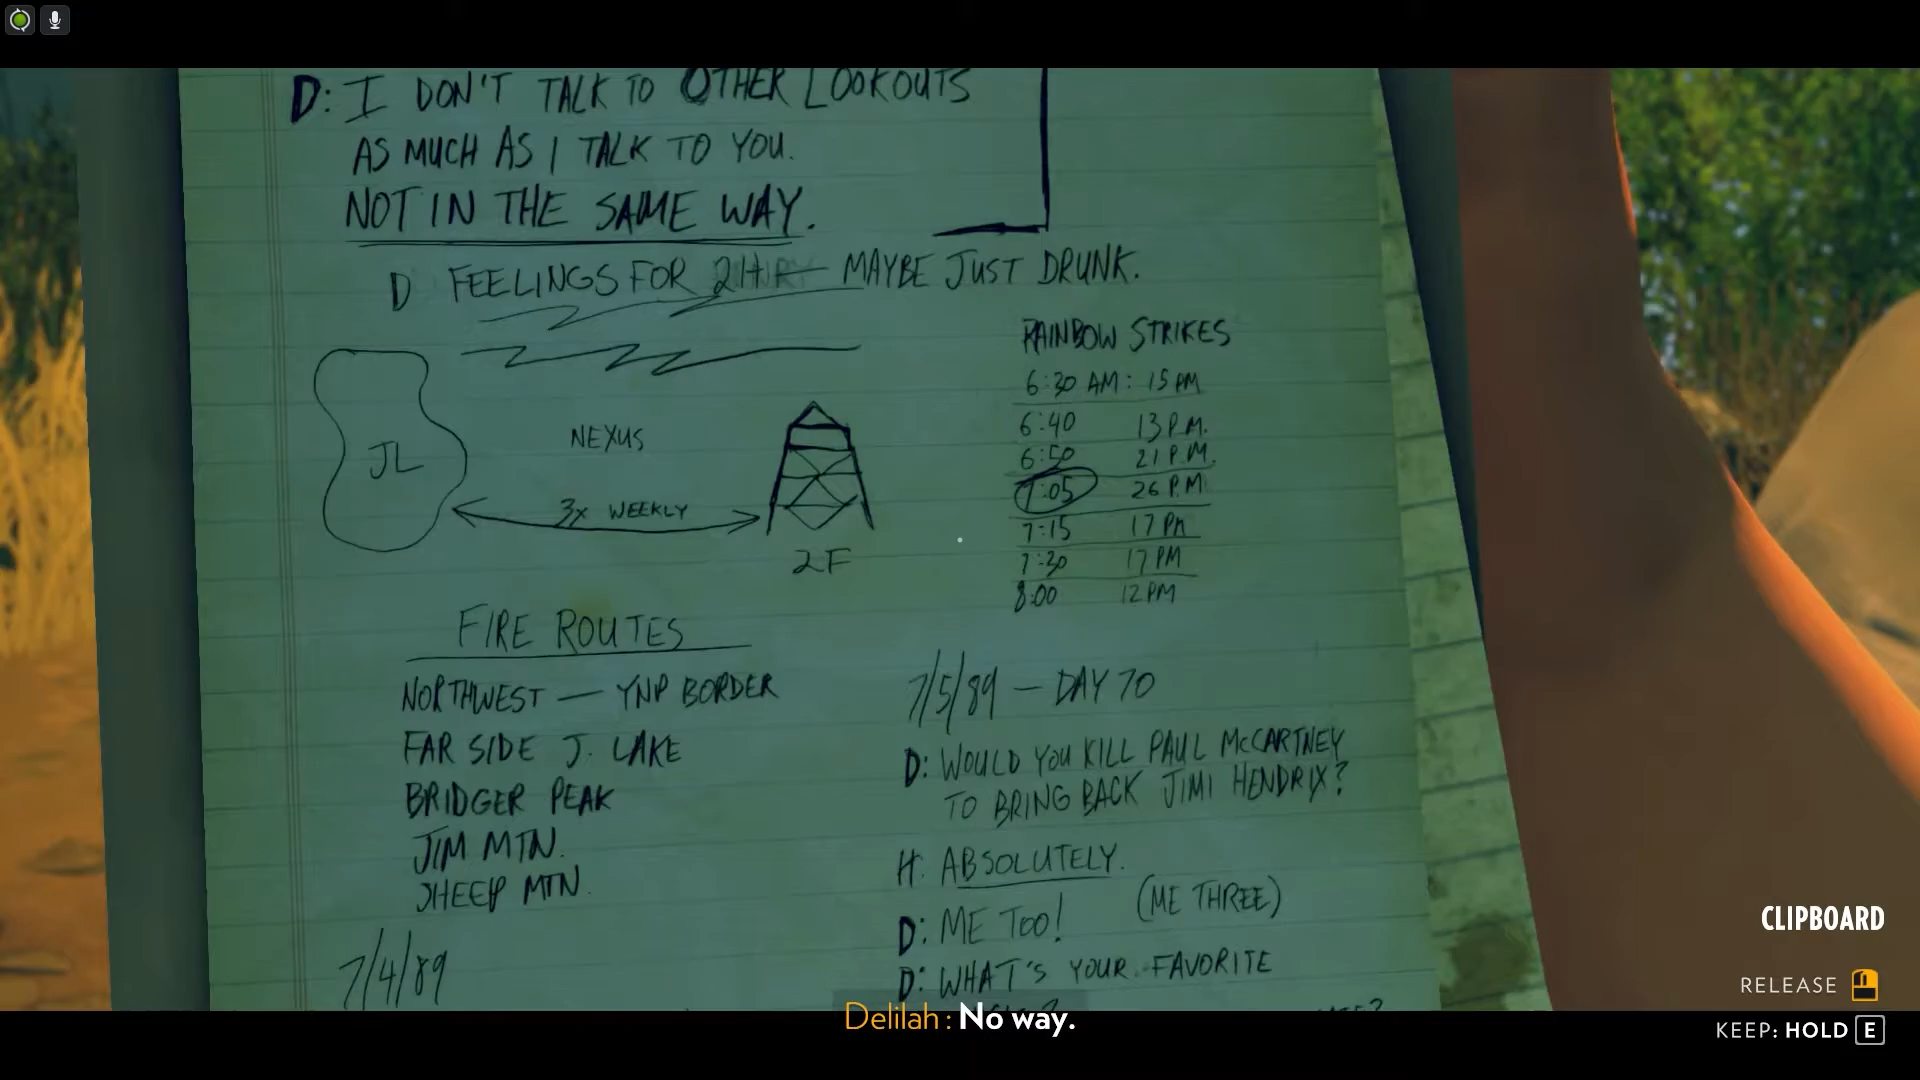 D: I DON'T TALK TO OTHER LOOKOUTS
AS MUCH AS I TALK TO YOU.
NOT IN THE SAME WAY.
D FEELINGS FOR MAYBE JUST DRUNK.
JL
NEXUS
3X WEEKLY
2F
RAINBOW STRIKES
6:30 AM: 15 PM
6:40 13 P.M.
6:50 21 P.M.
7:05 26 P.M
7:15 17 PM
7:30 17 PM
8:00 12 PM
FIRE ROUTES
NORTHWEST — YNP BORDER
FAR SIDE J. LAKE
BRIDGER PEAK
JIM MTN.
SHEEP MTN.
7/4/89
7/5/89 — DAY 70
D: WOULD YOU KILL PAUL McCARTNEY
TO BRING BACK JIMI HENDRIX?
H: ABSOLUTELY.
D: ME TOO! (ME THREE)
D: WHAT'S YOUR FAVORITE
Delilah : No way.
CLIPBOARD
RELEASE
KEEP: HOLD E